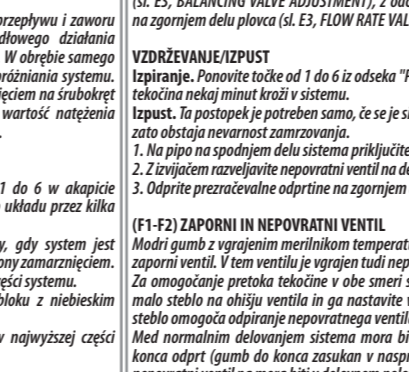 przepływu i zaworu
dłowego działania
W obrębie samego
próżniania systemu.
ięciem na śrubokręt
wartość natężenia
1 do 6 w akapicie
układu przez kilka
y, gdy system jest
ony zamarznięciem.
ęści systemu.
bloku z niebieskim
w najwyższej części
(sl. E3, BALANCING VALVE ADJUSTMENT), z
na zgornjem delu plovca (sl. E3, FLOW RATE VAL
VZDRŽEVANJE/IZPUST
Izpiranje. Ponovite točke od 1 do 6 iz odseka "P
tekočina nekaj minut kroži v sistemu.
Izpust. Ta postopek je potreben samo, če se je si
zato obstaja nevarnost zamrzovanja.
1. Na pipo na spodnjem delu sistema priključite
2. Z izvijačem razveljavite nepovratni ventil na de
3. Odprite prezračevalne odprtine na zgornjem
(F1-F2) ZAPORNI IN NEPOVRATNI VENTIL
Modri gumb z vgrajenim merilnikom temperatu
zaporni ventil. V tem ventilu je vgrajen tudi nep
Za omogočanje pretoka tekočine v obe smeri s
malo steblo na ohišju ventila in ga nastavite v
steblo omogoča odpiranje nepovratnega ventila
Med normalnim delovanjem sistema mora bi
konca odprt (gumb do konca zasukan v naspr